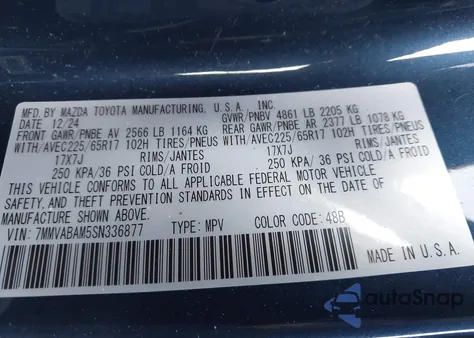 MFD. BY MAZDA TOYOTA MANUFACTURING, U.S.A., INC.
DATE 12/24 GVWR/PNBV 4861 LB 2205 KG
FRONT GAWR/PNBE AV 2566 LB 1164 KG REAR GAWR/PNBE AR 2377 LB 1078 KG
WITH/AVEC225/65R17 102H TIRES/PNEUS WITH/AVEC225/65R17 102H TIRES/PNEUS
17X7J RIMS/JANTES 17X7J RIMS/JANTES
250 KPA/36 PSI COLD/A FROID 250 KPA/ 36 PSI COLD/A FROID
THIS VEHICLE CONFORMS TO ALL APPLICABLE FEDERAL MOTOR VEHICLE
SAFETY AND THEFT PREVENTION STANDARDS IN EFFECT ON THE DATE OF
MANUFACTURE SHOWN ABOVE.
VIN: 7MMVABAM5SN336877 TYPE: MPV COLOR CODE: 48B
MADE IN U.S.A.
autoSnap